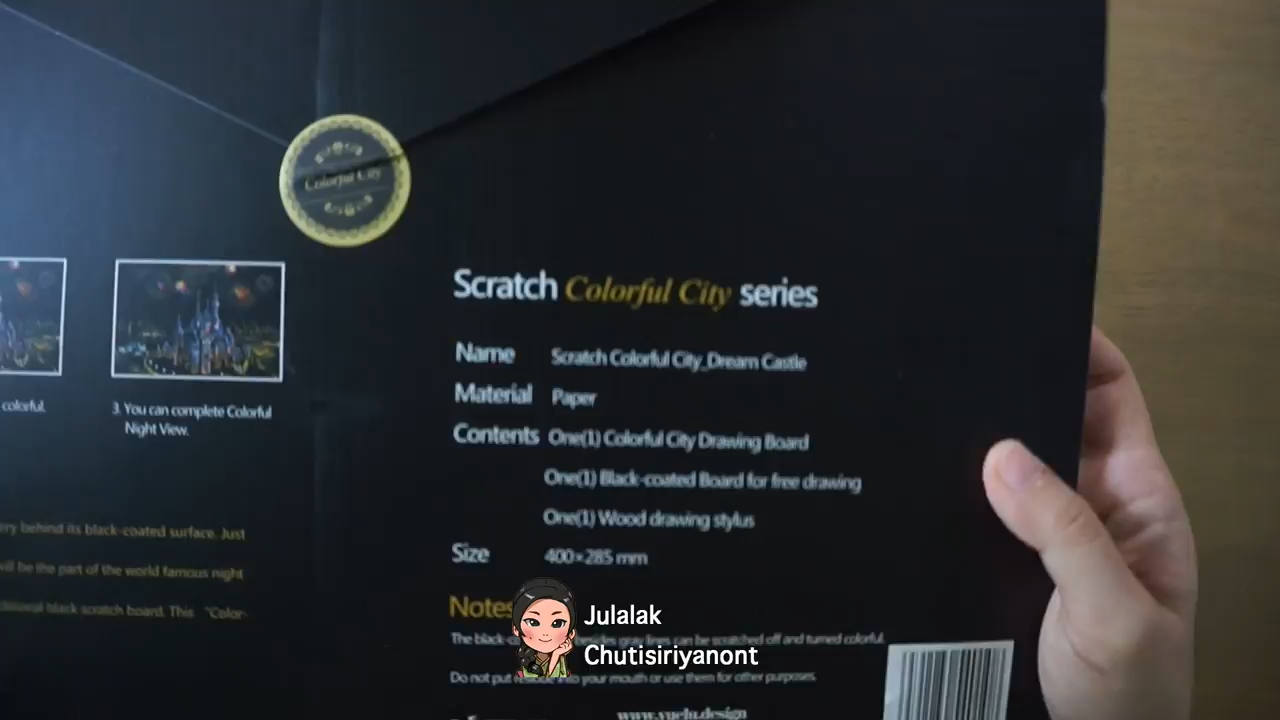 Colorful City
Scratch Colorful City series
Name Scratch Colorful City_Dream Castle
Material Paper
Contents One(1) Colorful City Drawing Board
One(1) Black-coated Board for free drawing
One(1) Wood drawing stylus
Size 400×285 mm
colorful.
3. You can complete Colorful
Night View.
behind its black-coated surface. Just
will be the part of the world famous night
black scratch board. This "Color-
Notes
The besides gray lines can be scratched off and turned colorful.
Do not put into your mouth or use them for other purposes.
www.yuelu.design
Julalak
Chutisiriyanont